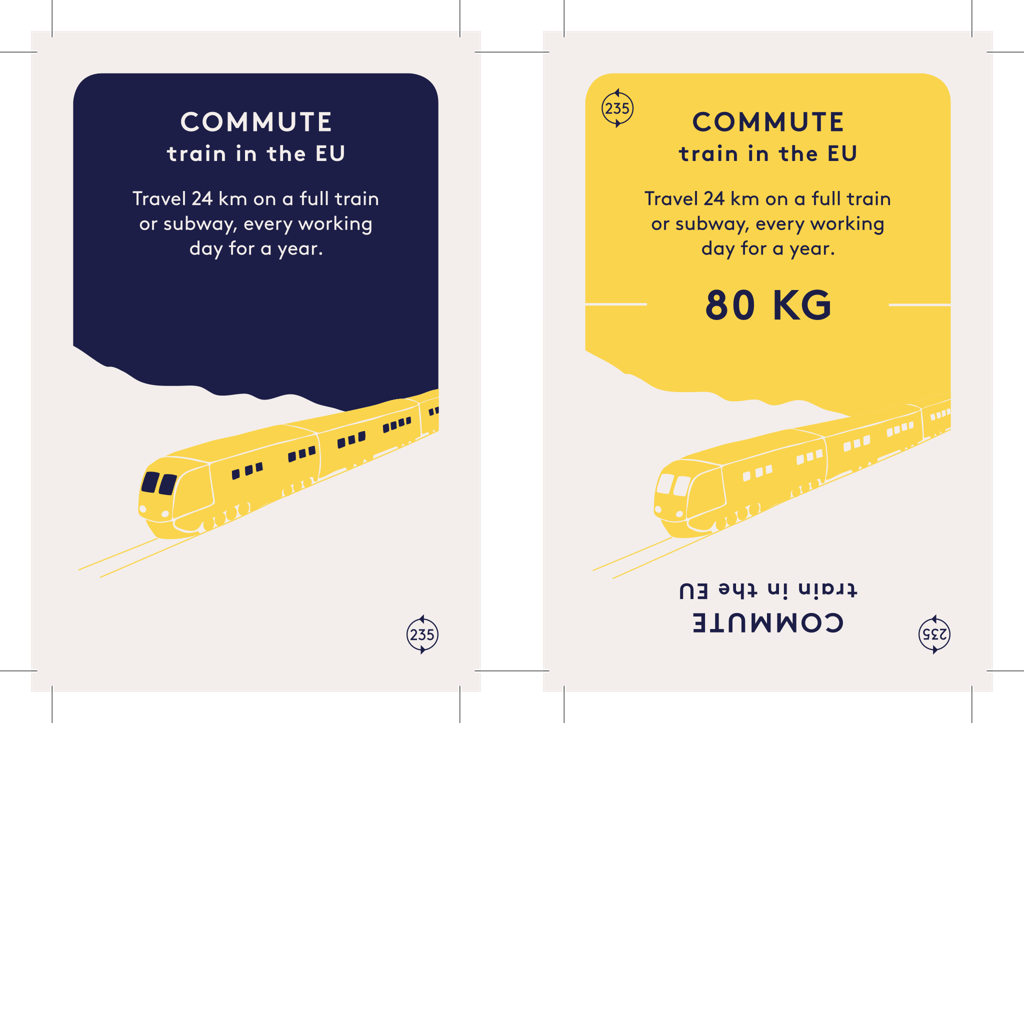 COMMUTE
train in the EU
Travel 24 km on a full train
or subway, every working
day for a year.
235
235
COMMUTE
train in the EU
Travel 24 km on a full train
or subway, every working
day for a year.
80 KG
COMMUTE
train in the EU
235